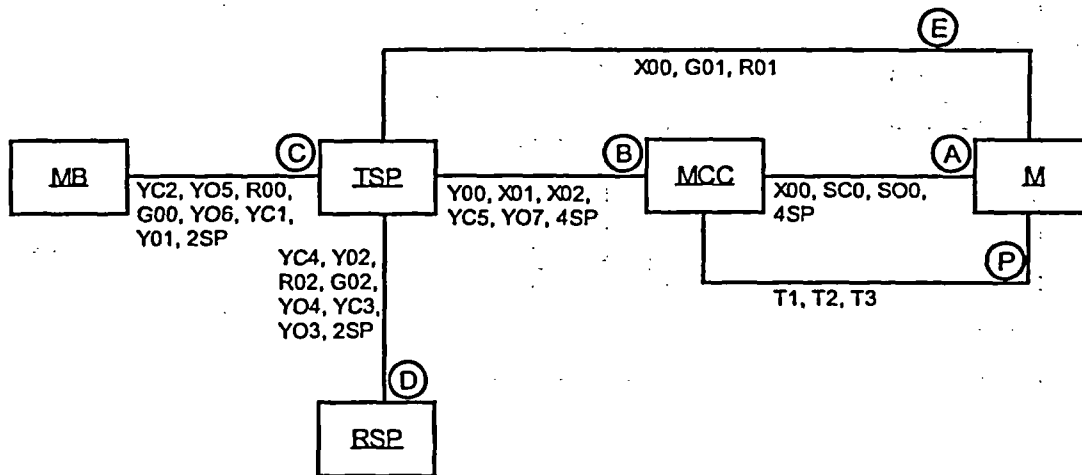 E
X00, G01, R01
MB
C
TSP
B
MCC
A
M
YC2, YO5, R00,
G00, YO6, YC1,
Y01, 2SP
Y00, X01, X02,
YC5, YO7, 4SP
X00, SC0, SO0,
4SP
YC4, Y02,
R02, G02,
YO4, YC3,
YO3, 2SP
P
T1, T2, T3
D
RSP